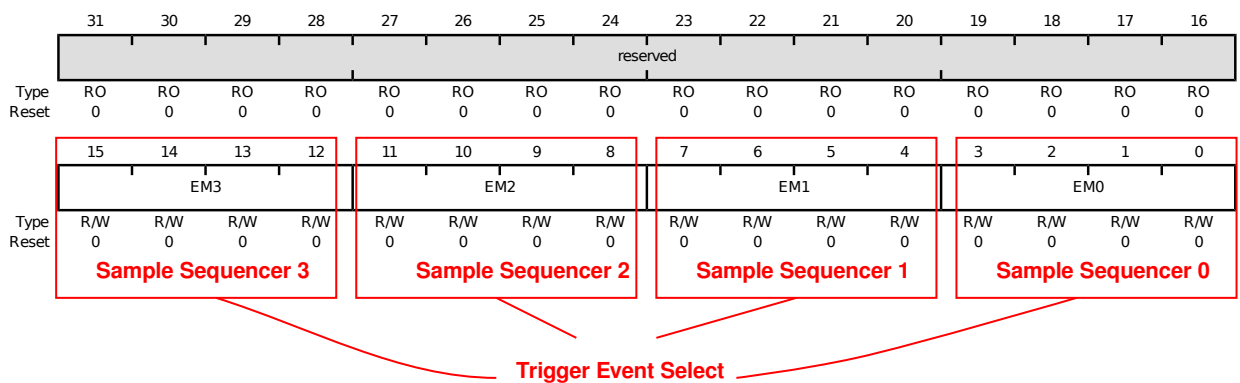 31 30 29 28 27 26 25 24 23 22 21 20 19 18 17 16
reserved
Type RO RO RO RO RO RO RO RO RO RO RO RO RO RO RO RO
Reset 0 0 0 0 0 0 0 0 0 0 0 0 0 0 0 0
15 14 13 12 11 10 9 8 7 6 5 4 3 2 1 0
EM3 EM2 EM1 EM0
Type R/W R/W R/W R/W R/W R/W R/W R/W R/W R/W R/W R/W R/W R/W R/W R/W
Reset 0 0 0 0 0 0 0 0 0 0 0 0 0 0 0 0
Sample Sequencer 3 Sample Sequencer 2 Sample Sequencer 1 Sample Sequencer 0
Trigger Event Select